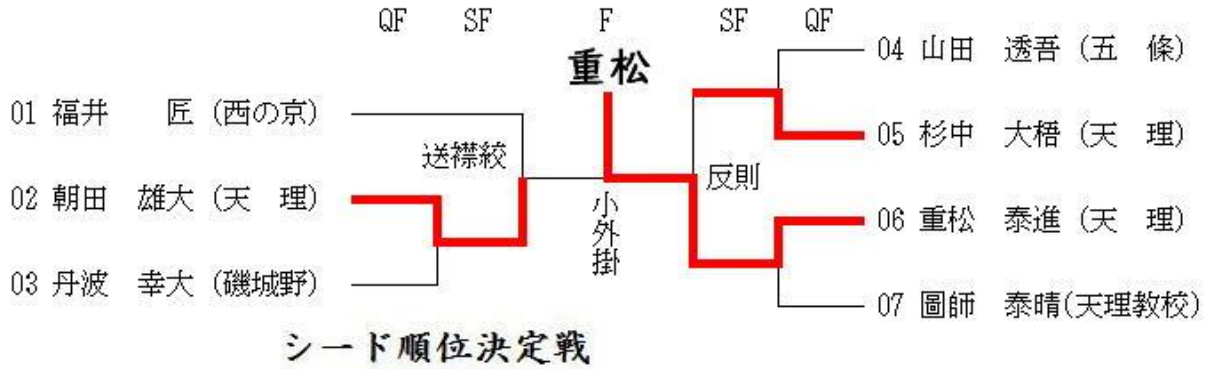 QF SF F SF QF
重松
01 福井 匠 (西の京)
02 朝田 雄大 (天 理)
03 丹波 幸大 (磯城野)
送襟絞
小外掛
反則
04 山田 透吾 (五 條)
05 杉中 大梧 (天 理)
06 重松 泰進 (天 理)
07 圖師 泰晴(天理教校)
シード順位決定戦